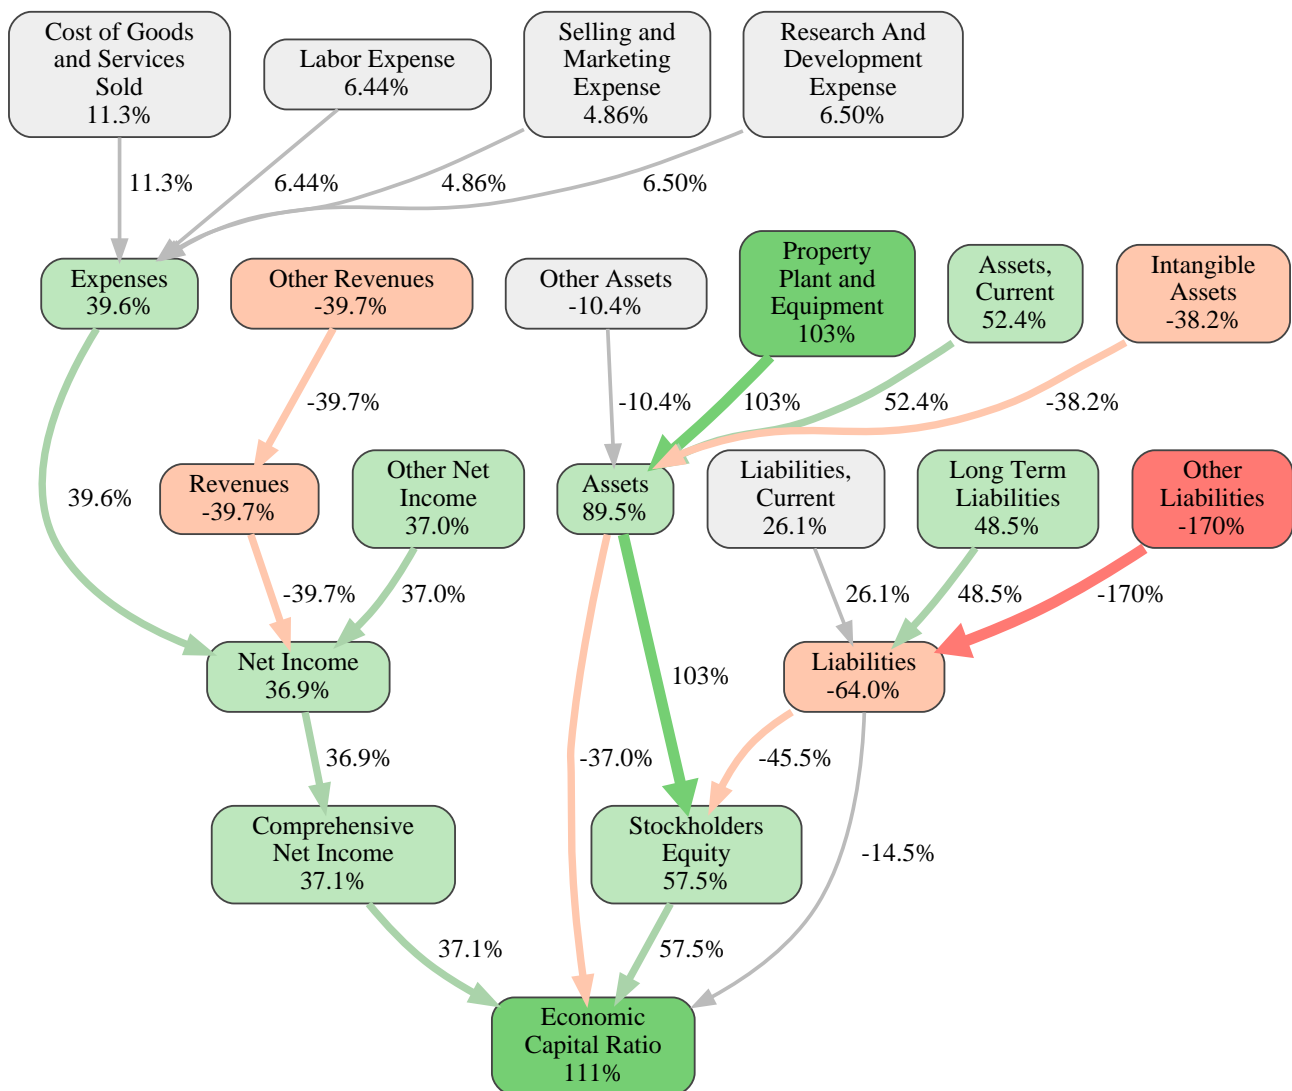 Cost of Goods
and Services
Sold
11.3%
Labor Expense
6.44%
Selling and
Marketing
Expense
4.86%
Research And
Development
Expense
6.50%
11.3%
6.44%
4.86%
6.50%
Expenses
39.6%
Other Revenues
-39.7%
Other Assets
-10.4%
Property
Plant and
Equipment
103%
Assets,
Current
52.4%
Intangible
Assets
-38.2%
-39.7%
-10.4%
103%
52.4%
-38.2%
39.6%
Revenues
-39.7%
Other Net
Income
37.0%
Assets
89.5%
Liabilities,
Current
26.1%
Long Term
Liabilities
48.5%
Other
Liabilities
-170%
-39.7%
37.0%
26.1%
48.5%
-170%
Net Income
36.9%
103%
Liabilities
-64.0%
36.9%
-37.0%
-45.5%
Comprehensive
Net Income
37.1%
Stockholders
Equity
57.5%
-14.5%
37.1%
57.5%
Economic
Capital Ratio
111%